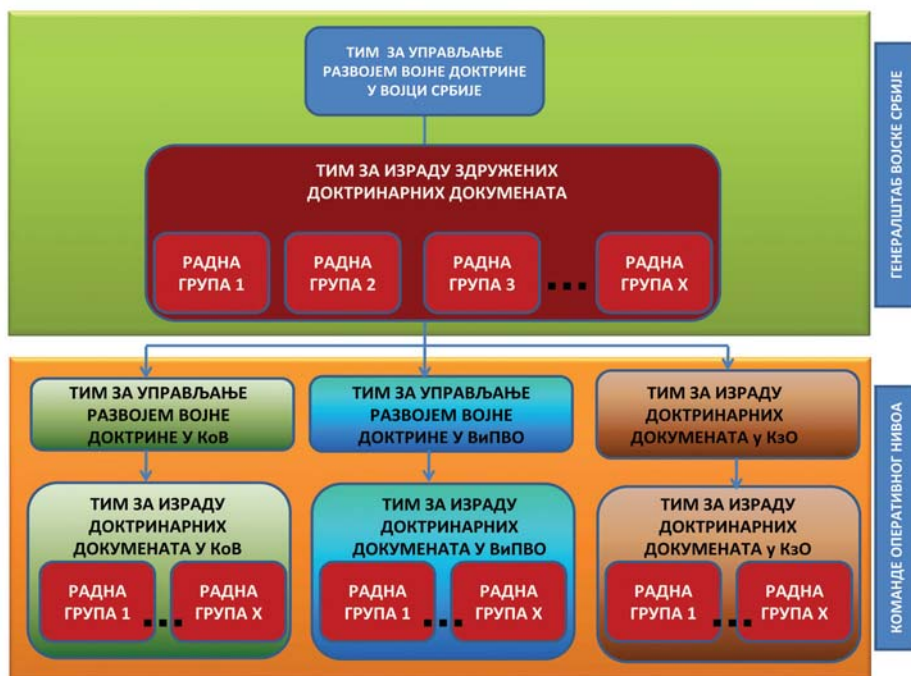 ТИМ ЗА УПРАВЉАЊЕ
РАЗВОЈЕМ ВОЈНЕ ДОКТРИНЕ
У ВОЈЦИ СРБИЈЕ
ТИМ ЗА ИЗРАДУ ЗДРУЖЕНИХ
ДОКТРИНАРНИХ ДОКУМЕНАТА
РАДНА
ГРУПА 1
РАДНА
ГРУПА 2
РАДНА
ГРУПА 3
...
РАДНА
ГРУПА X
ГЕНЕРАЛШТАБ ВОЈСКЕ СРБИЈЕ
ТИМ ЗА УПРАВЉАЊЕ
РАЗВОЈЕМ ВОЈНЕ
ДОКТРИНЕ У КоВ
ТИМ ЗА УПРАВЉАЊЕ
РАЗВОЈЕМ ВОЈНЕ
ДОКТРИНЕ У ВиПВО
ТИМ ЗА ИЗРАДУ
ДОКТРИНАРНИХ
ДОКУМЕНАТА у КзО
ТИМ ЗА ИЗРАДУ
ДОКТРИНАРНИХ
ДОКУМЕНАТА У КоВ
РАДНА
ГРУПА 1
...
РАДНА
ГРУПА X
ТИМ ЗА ИЗРАДУ
ДОКТРИНАРНИХ
ДОКУМЕНАТА У ВиПВО
РАДНА
ГРУПА 1
...
РАДНА
ГРУПА X
ТИМ ЗА ИЗРАДУ
ДОКТРИНАРНИХ
ДОКУМЕНАТА у КзО
РАДНА
ГРУПА 1
...
РАДНА
ГРУПА X
КОМАНДЕ ОПЕРАТИВНОГ НИВОА